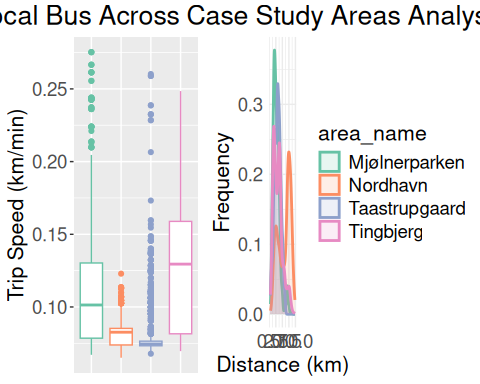 ocal Bus Across Case Study Areas Analys
Trip Speed (km/min)
0.25
0.20
0.15
0.10
Frequency
0.3
0.2
0.1
0.0
Distance (km)
area_name
Mjølnerparken
Nordhavn
Taastrupgaard
Tingbjerg